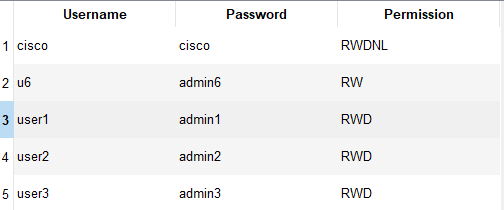 Username Password Permission
1 cisco cisco RWDNL
2 u6 admin6 RW
3 user1 admin1 RWD
4 user2 admin2 RWD
5 user3 admin3 RWD